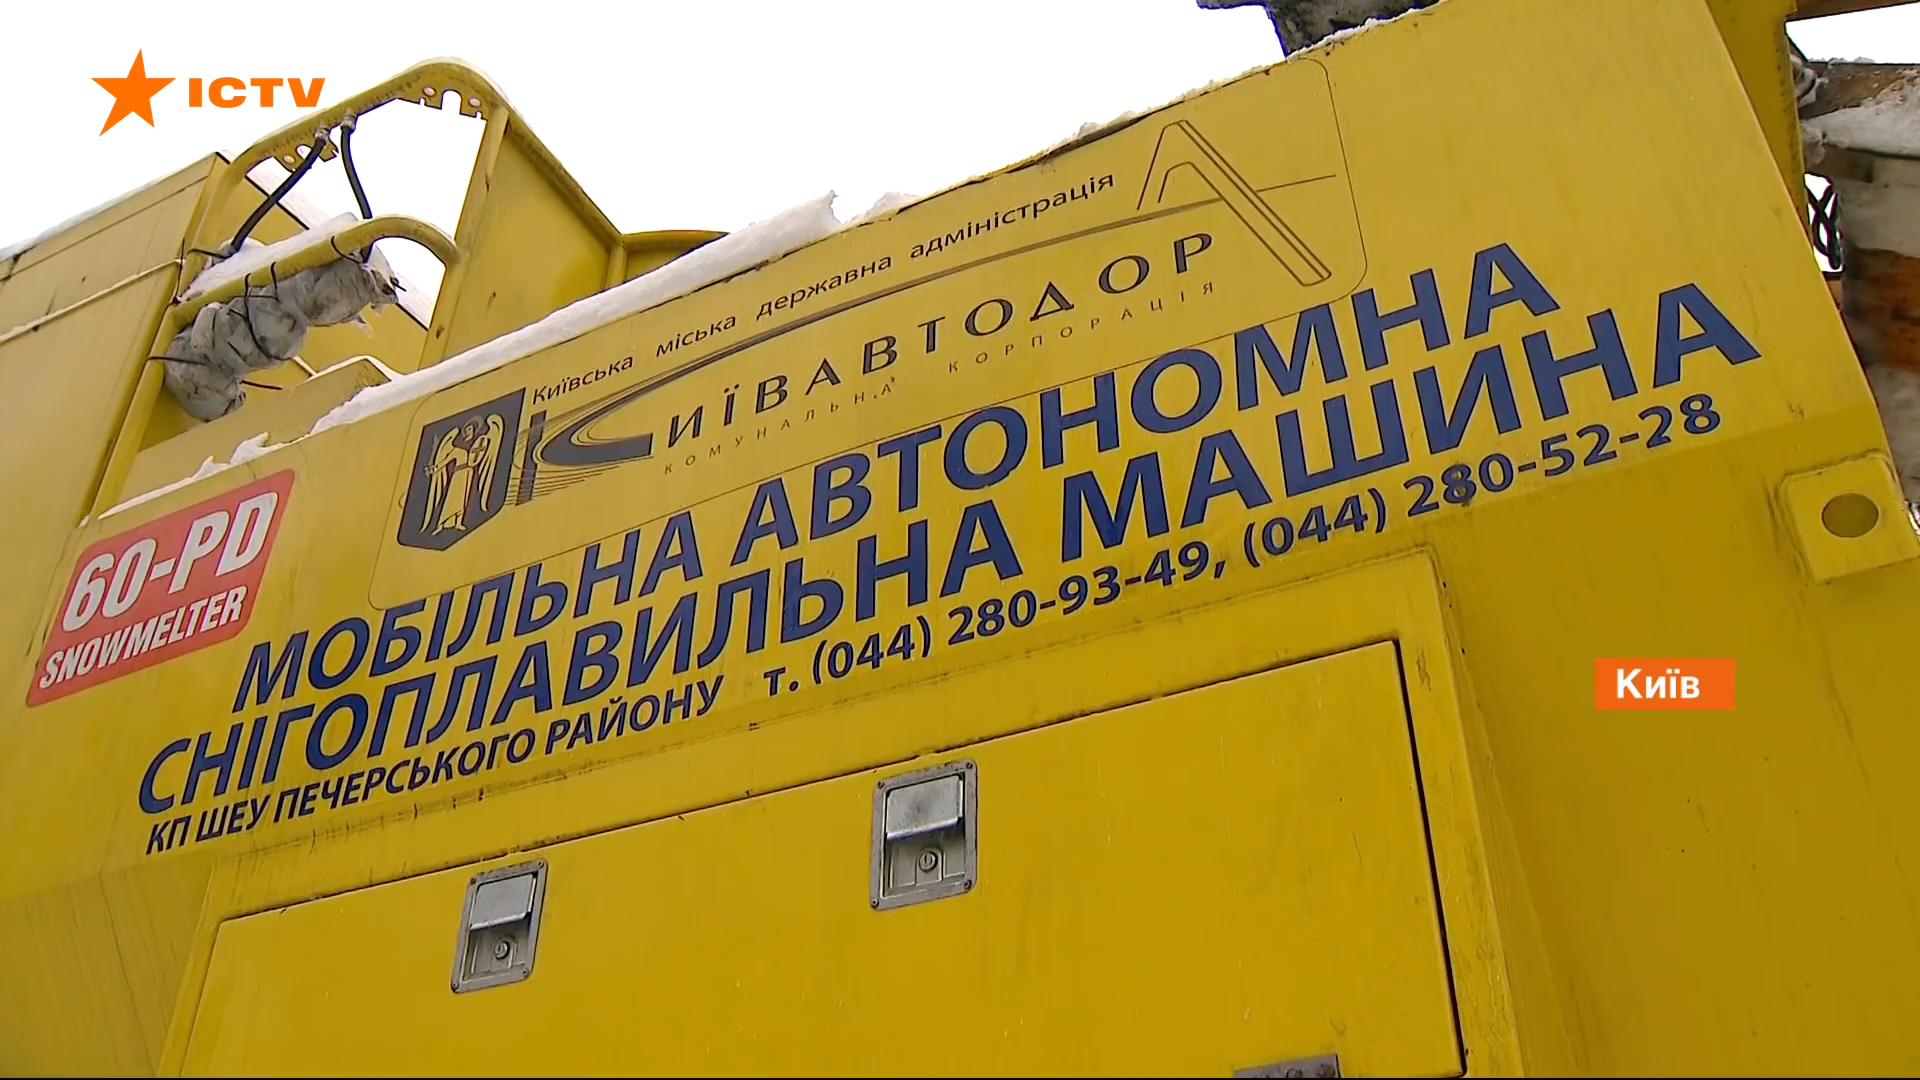 ICTV
Київська міська державна адміністрація
КИЇВАВТОДОР
КОМУНАЛЬНА КОРПОРАЦІЯ
60-PD
SNOWMELTER
МОБІЛЬНА АВТОНОМНА
СНІГОПЛАВИЛЬНА МАШИНА
КП ШЕУ ПЕЧЕРСЬКОГО РАЙОНУ т. (044) 280-93-49, (044) 280-52-28
Київ